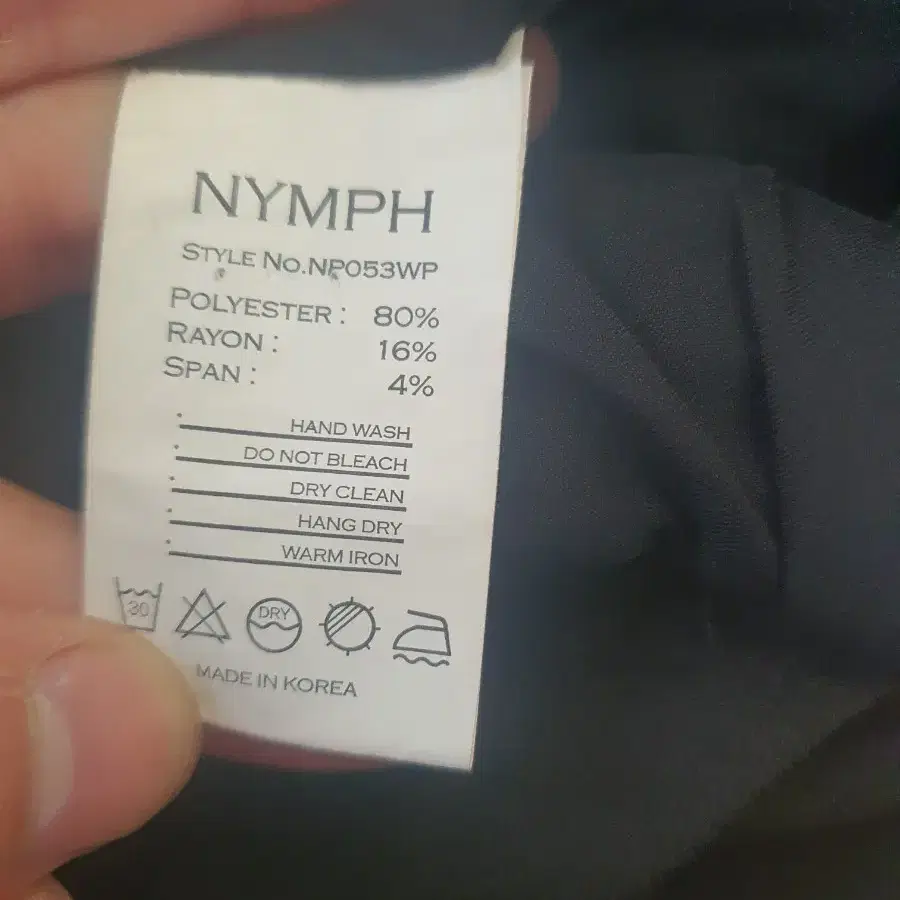 NYMPH
STYLE NO.NP053WP
POLYESTER : 80%
RAYON : 16%
SPAN : 4%
HAND WASH
DO NOT BLEACH
DRY CLEAN
HANG DRY
WARM IRON
30 DRY
MADE IN KOREA